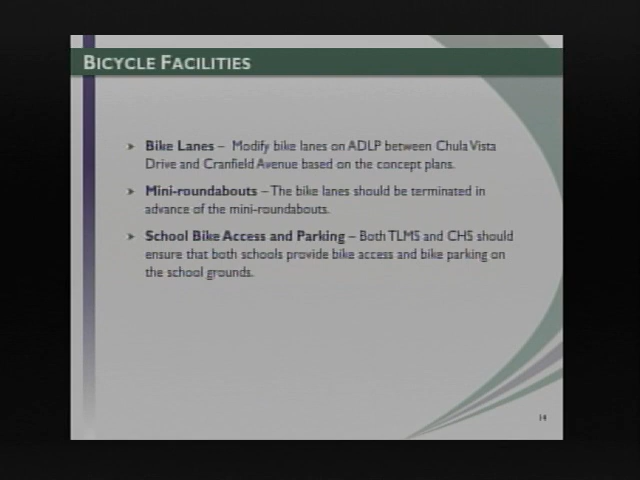 BICYCLE FACILITIES
➤ Bike Lanes – Modify bike lanes on ADLP between Chula Vista
Drive and Cranfield Avenue based on the concept plans.
➤ Mini-roundabouts – The bike lanes should be terminated in
advance of the mini-roundabouts.
➤ School Bike Access and Parking – Both TLMS and CHS should
ensure that both schools provide bike access and bike parking on
the school grounds.
14